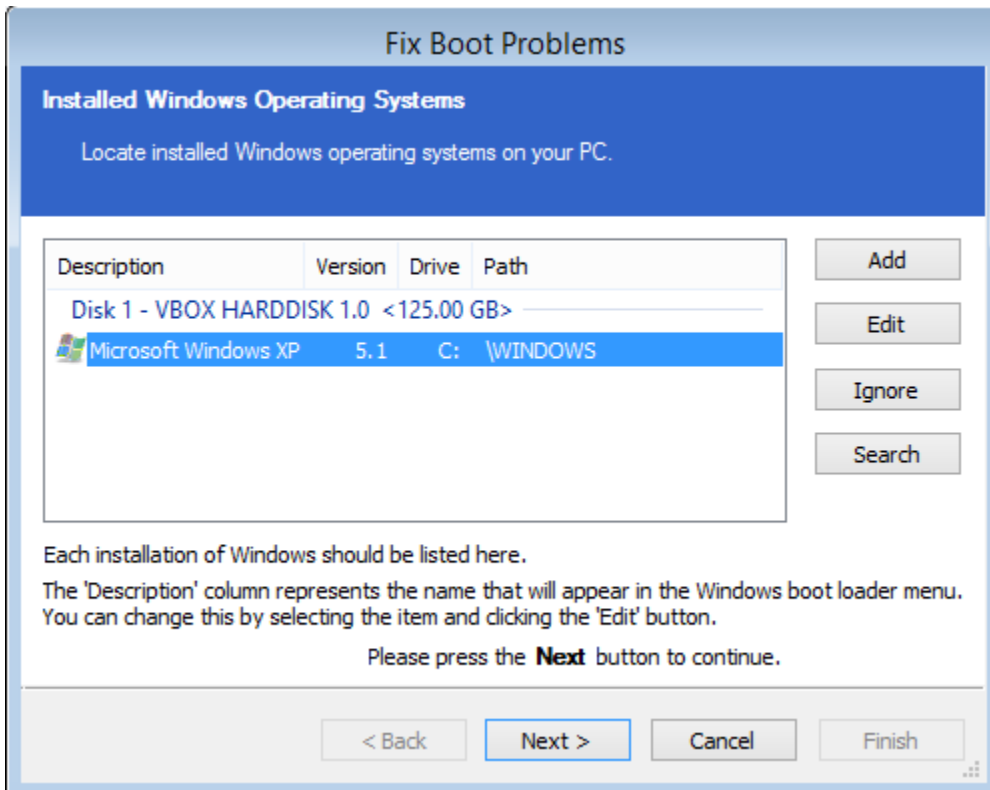 Fix Boot Problems
Installed Windows Operating Systems
Locate installed Windows operating systems on your PC.
Description Version Drive Path
Disk 1 - VBOX HARDDISK 1.0 <125.00 GB>
Microsoft Windows XP 5.1 C: \WINDOWS
Add
Edit
Ignore
Search
Each installation of Windows should be listed here.
The 'Description' column represents the name that will appear in the Windows boot loader menu.
You can change this by selecting the item and clicking the 'Edit' button.
Please press the Next button to continue.
< Back Next > Cancel Finish